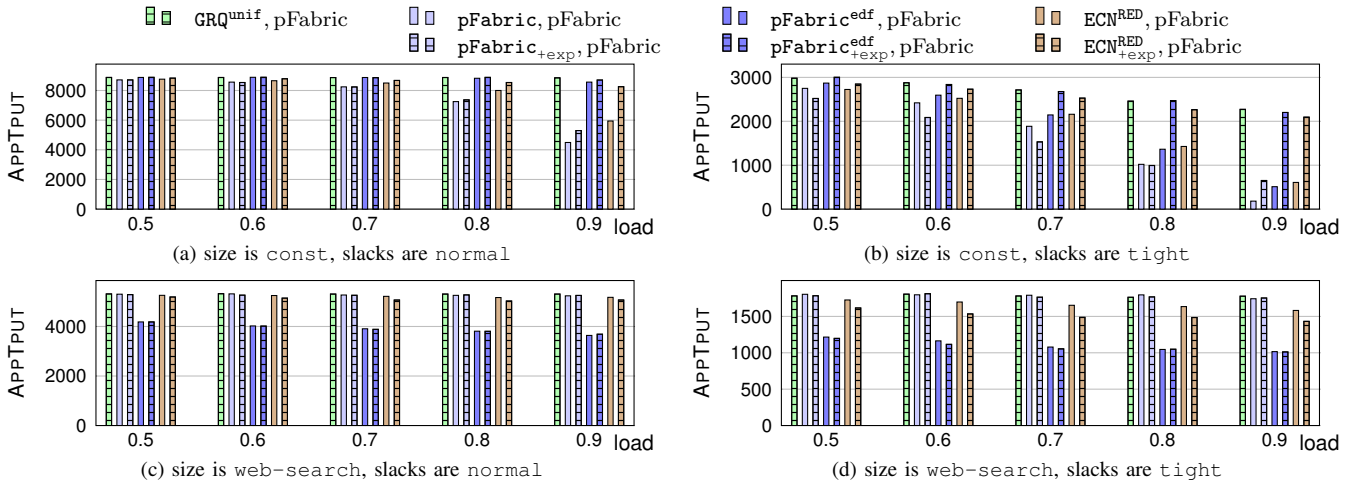 GRQ^unif, pFabric
pFabric, pFabric
pFabric_+exp, pFabric
pFabric^edf, pFabric
pFabric^edf_+exp, pFabric
ECN^RED, pFabric
ECN^RED_+exp, pFabric
APPTPUT
8000
6000
4000
2000
0
0.5 0.6 0.7 0.8 0.9 load
(a) size is const, slacks are normal
APPTPUT
3000
2000
1000
0
0.5 0.6 0.7 0.8 0.9 load
(b) size is const, slacks are tight
APPTPUT
4000
2000
0
0.5 0.6 0.7 0.8 0.9 load
(c) size is web-search, slacks are normal
APPTPUT
1500
1000
500
0
0.5 0.6 0.7 0.8 0.9 load
(d) size is web-search, slacks are tight